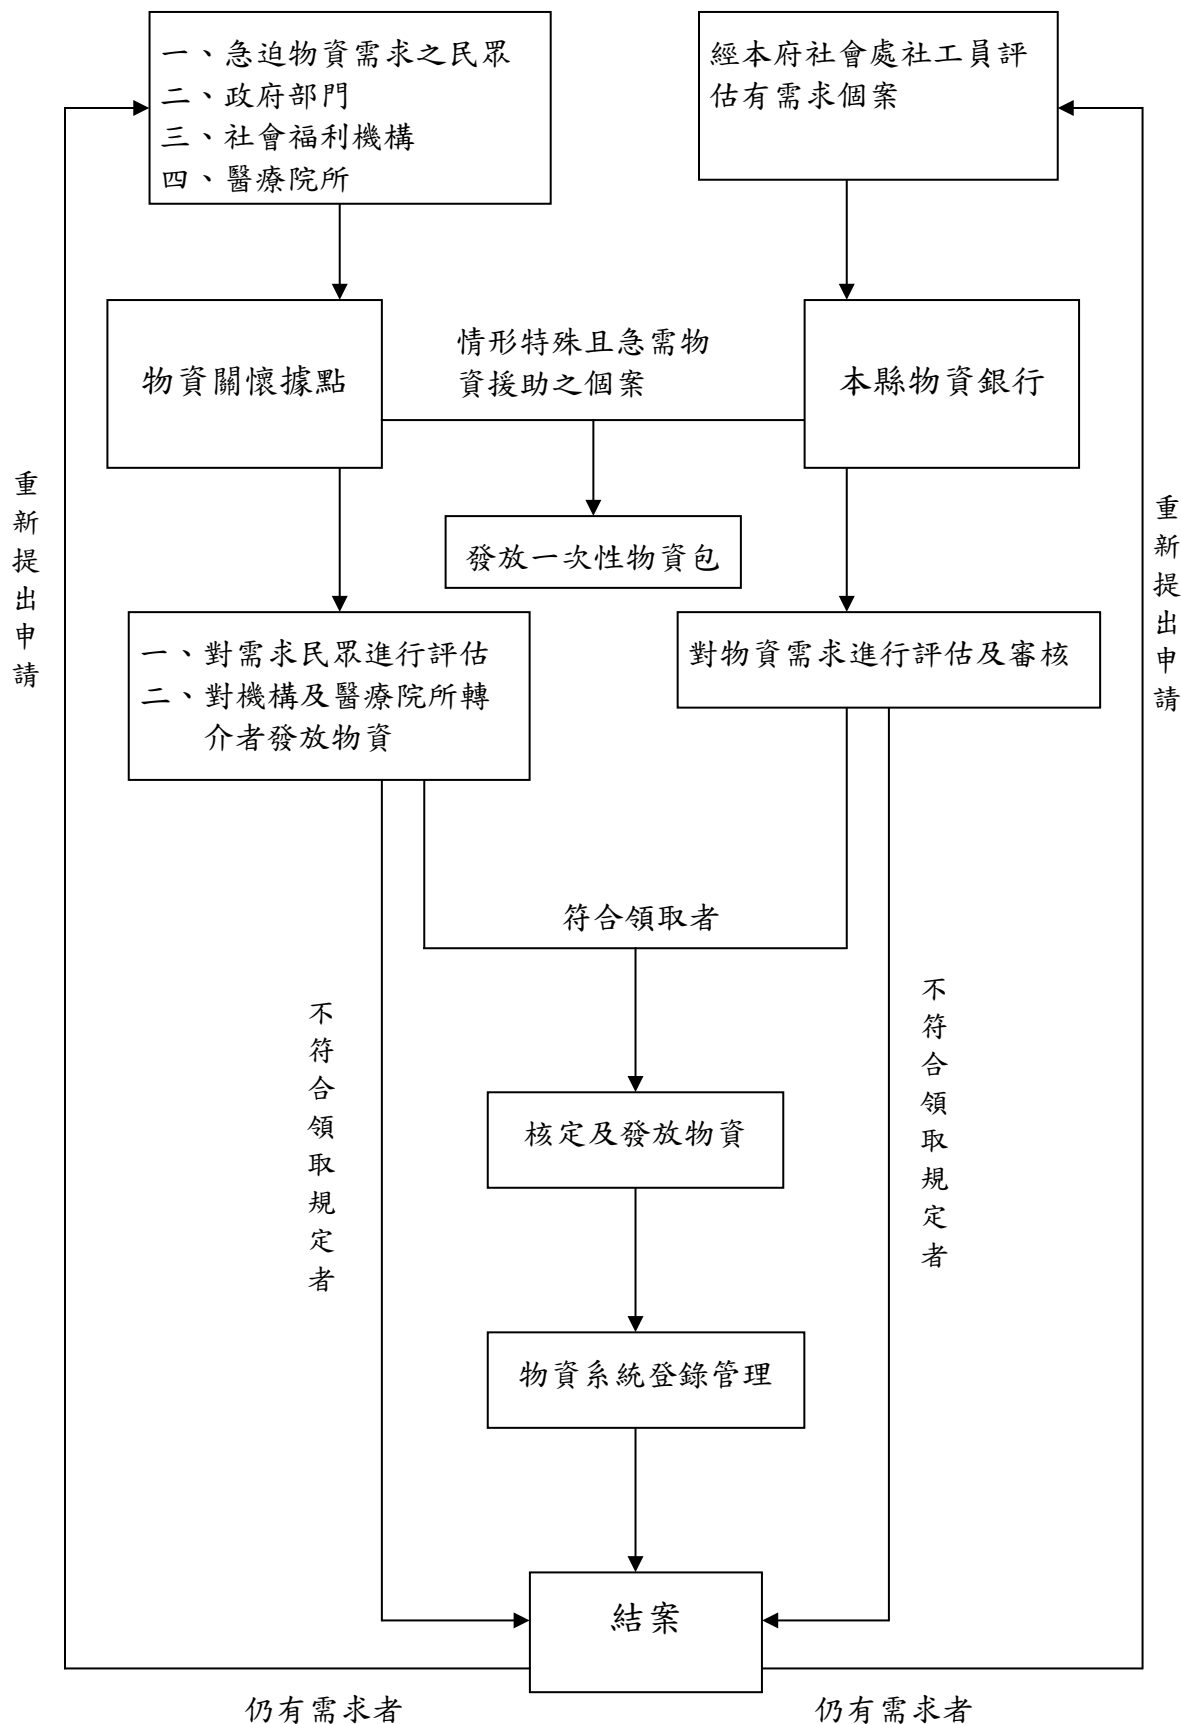 一、急迫物資需求之民眾
二、政府部門
三、社會福利機構
四、醫療院所
經本府社會處社工員評
估有需求個案
物資關懷據點
情形特殊且急需物
資援助之個案
本縣物資銀行
重新提出申請
發放一次性物資包
重新提出申請
一、對需求民眾進行評估
二、對機構及醫療院所轉
介者發放物資
對物資需求進行評估及審核
符合領取者
不符合領取規定者
不符合領取規定者
核定及發放物資
物資系統登錄管理
結案
仍有需求者
仍有需求者